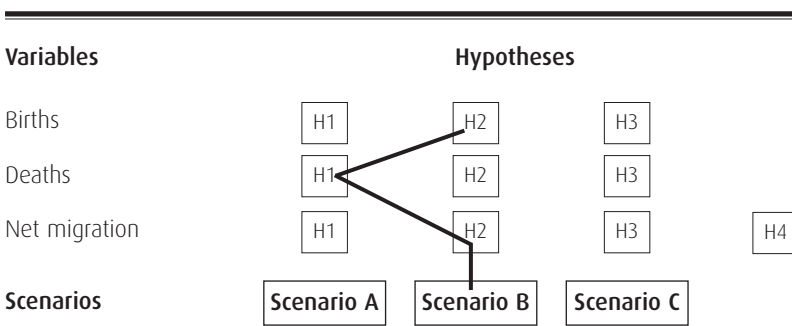 Variables Hypotheses
Births H1 H2 H3
Deaths H1 H2 H3
Net migration H1 H2 H3 H4
Scenarios Scenario A Scenario B Scenario C